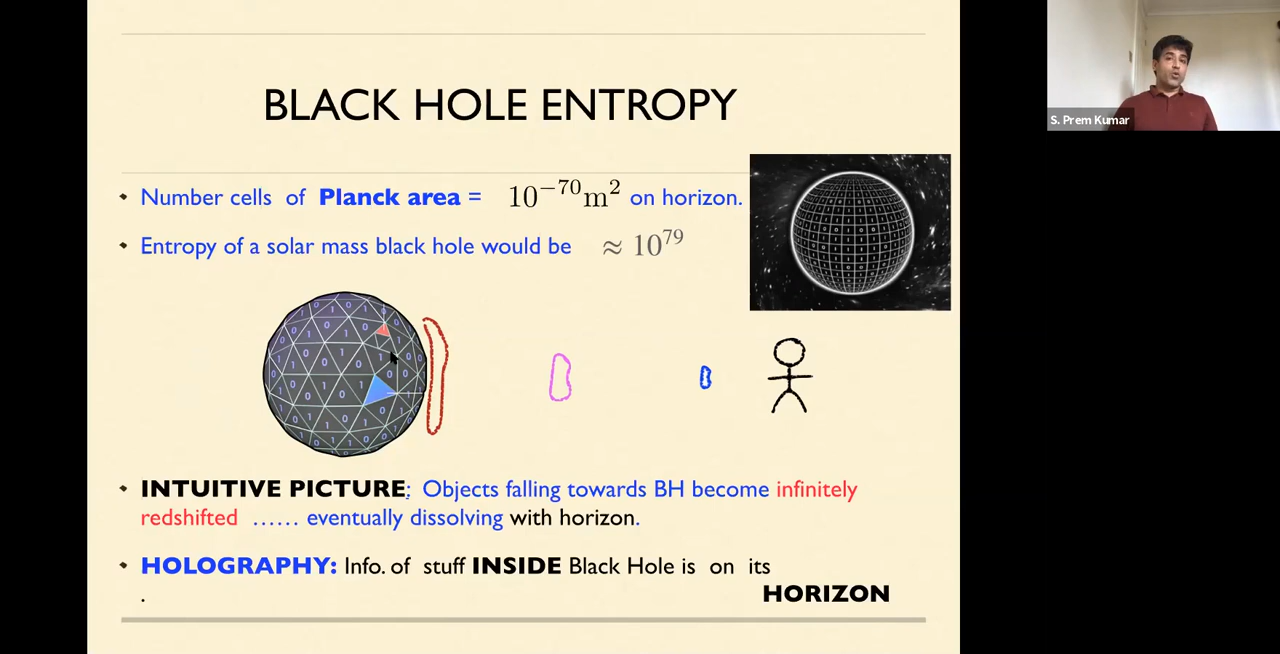 BLACK HOLE ENTROPY
• Number cells of Planck area = 10⁻⁷⁰m² on horizon.
• Entropy of a solar mass black hole would be ≈ 10⁷⁹
• INTUITIVE PICTURE: Objects falling towards BH become infinitely
redshifted ...... eventually dissolving with horizon.
• HOLOGRAPHY: Info. of stuff INSIDE Black Hole is on its
. HORIZON
S. Prem Kumar